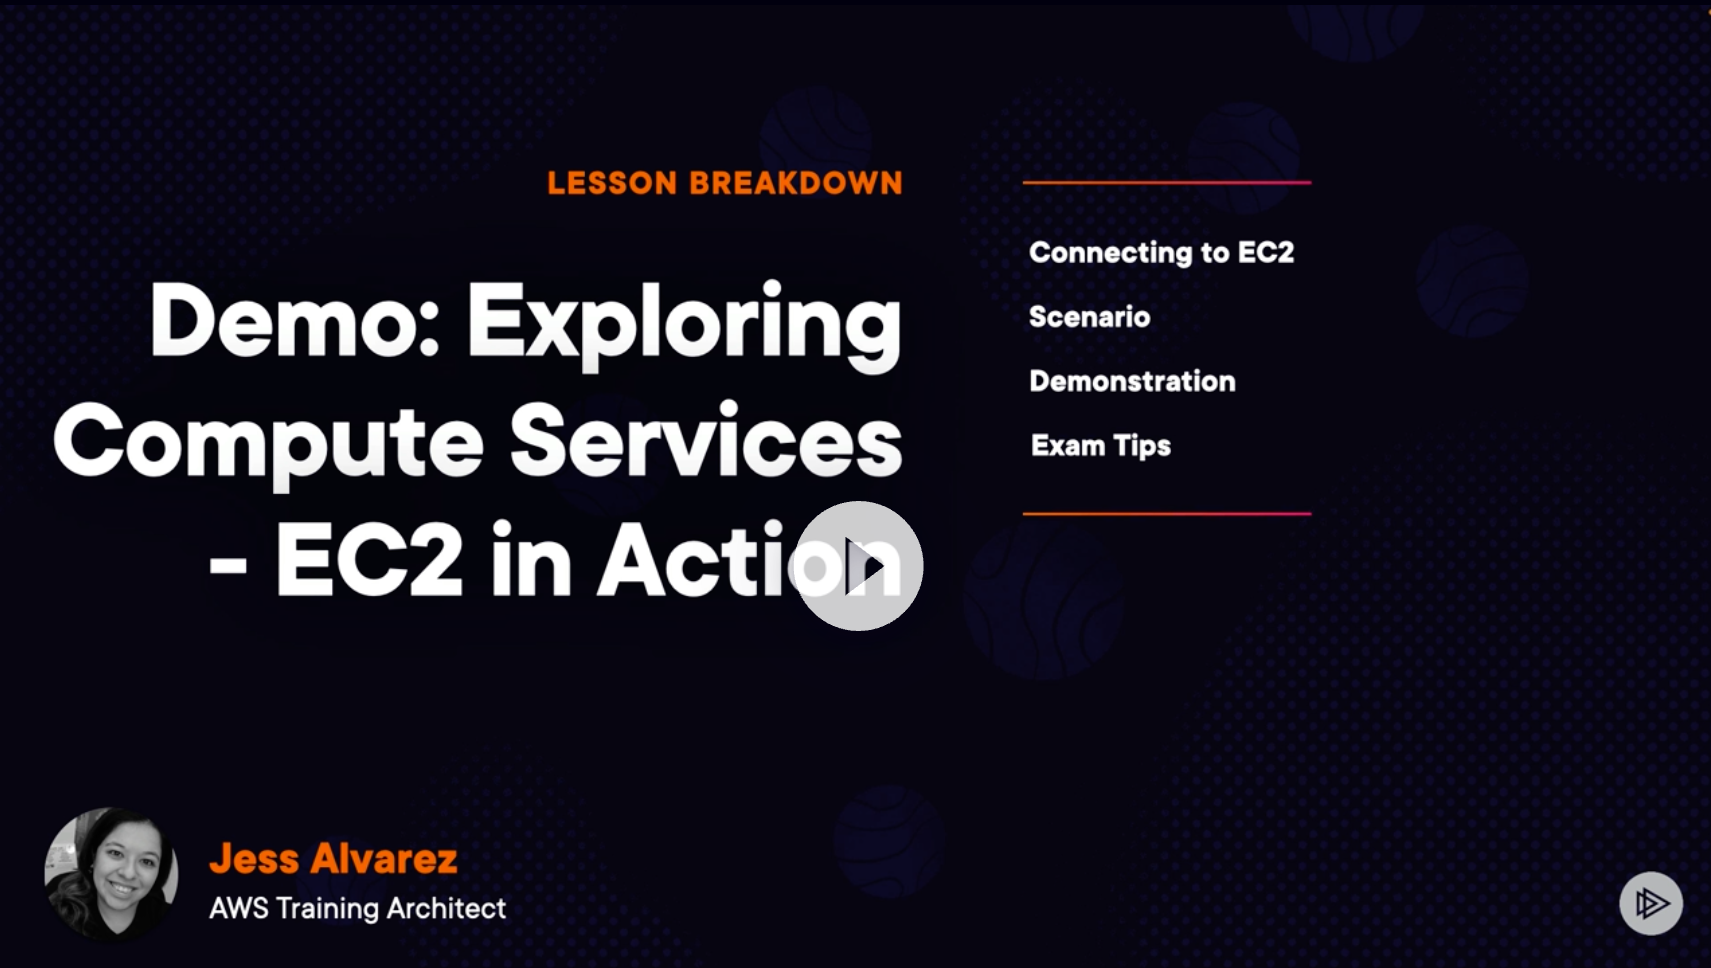 LESSON BREAKDOWN
Demo: Exploring
Compute Services
- EC2 in Action
Connecting to EC2
Scenario
Demonstration
Exam Tips
Jess Alvarez
AWS Training Architect